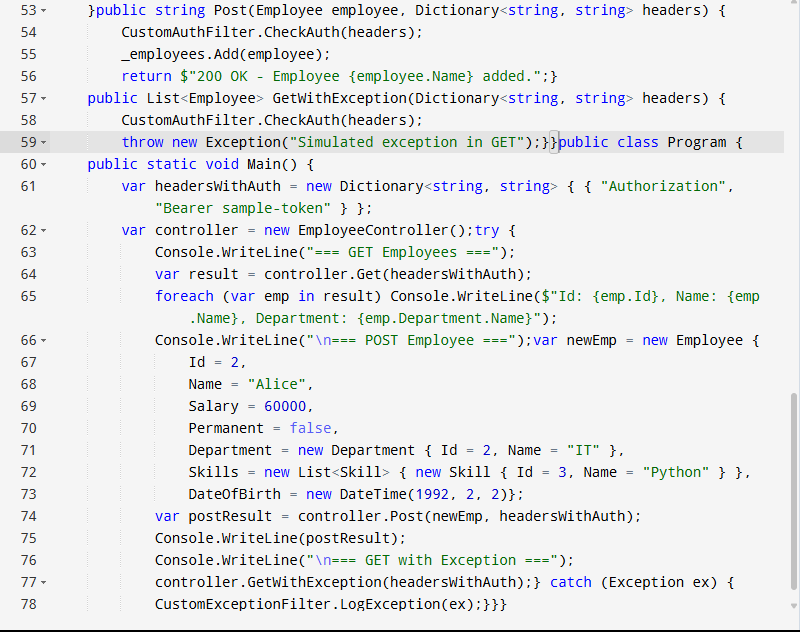 53 }public string Post(Employee employee, Dictionary<string, string> headers) {
54 CustomAuthFilter.CheckAuth(headers);
55 _employees.Add(employee);
56 return $"200 OK - Employee {employee.Name} added.";}
57 public List<Employee> GetWithException(Dictionary<string, string> headers) {
58 CustomAuthFilter.CheckAuth(headers);
59 throw new Exception("Simulated exception in GET");}}public class Program {
60 public static void Main() {
61 var headersWithAuth = new Dictionary<string, string> { { "Authorization",
"Bearer sample-token" } };
62 var controller = new EmployeeController();try {
63 Console.WriteLine("=== GET Employees ===");
64 var result = controller.Get(headersWithAuth);
65 foreach (var emp in result) Console.WriteLine($"Id: {emp.Id}, Name: {emp
.Name}, Department: {emp.Department.Name}");
66 Console.WriteLine("\n=== POST Employee ===");var newEmp = new Employee {
67 Id = 2,
68 Name = "Alice",
69 Salary = 60000,
70 Permanent = false,
71 Department = new Department { Id = 2, Name = "IT" },
72 Skills = new List<Skill> { new Skill { Id = 3, Name = "Python" } },
73 DateOfBirth = new DateTime(1992, 2, 2)};
74 var postResult = controller.Post(newEmp, headersWithAuth);
75 Console.WriteLine(postResult);
76 Console.WriteLine("\n=== GET with Exception ===");
77 controller.GetWithException(headersWithAuth);} catch (Exception ex) {
78 CustomExceptionFilter.LogException(ex);}}}